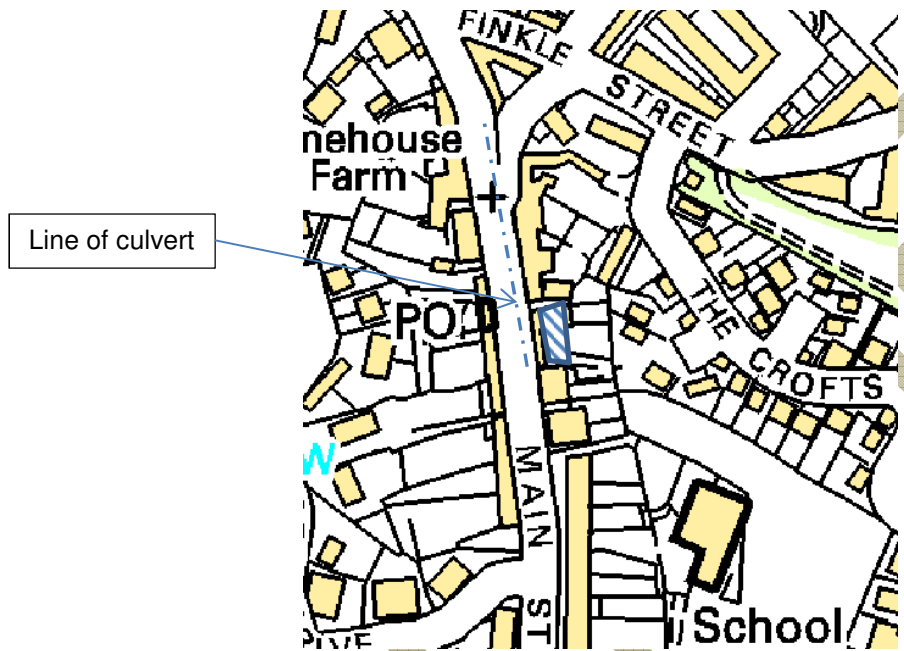 FINKLE STREET
nehouse
Farm
Line of culvert
PO
THE CROFTS
W
MAIN ST
School